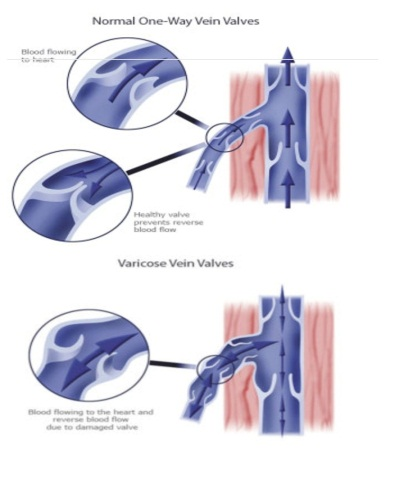 Normal One-Way Vein Valves
Blood flowing
to heart
Healthy valve
prevents reverse
blood flow
Varicose Vein Valves
Blood flowing to the heart and
reverse blood flow
due to damaged valve